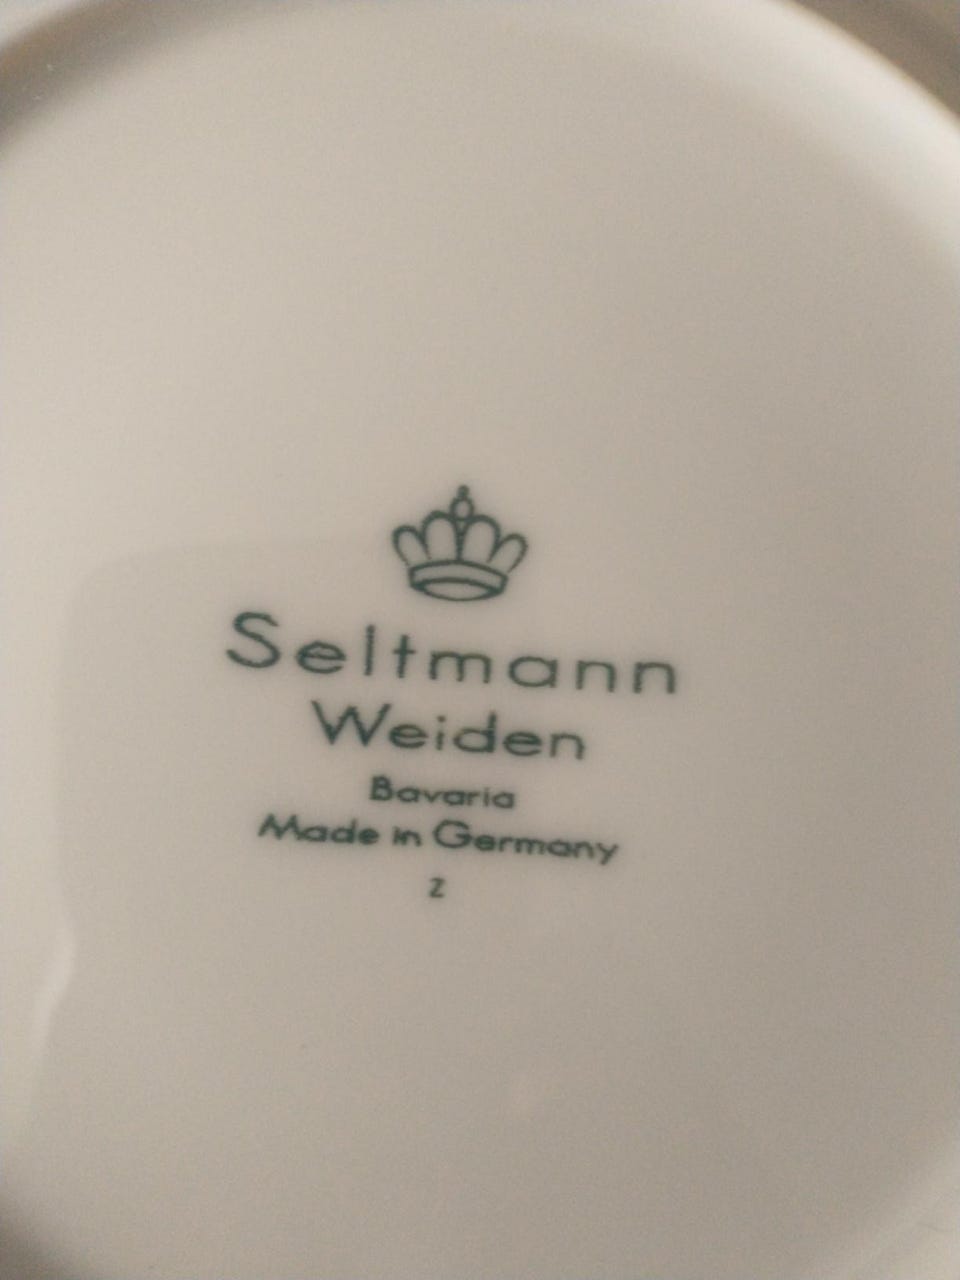 Seltmann
Weiden
Bavaria
Made in Germany
Z